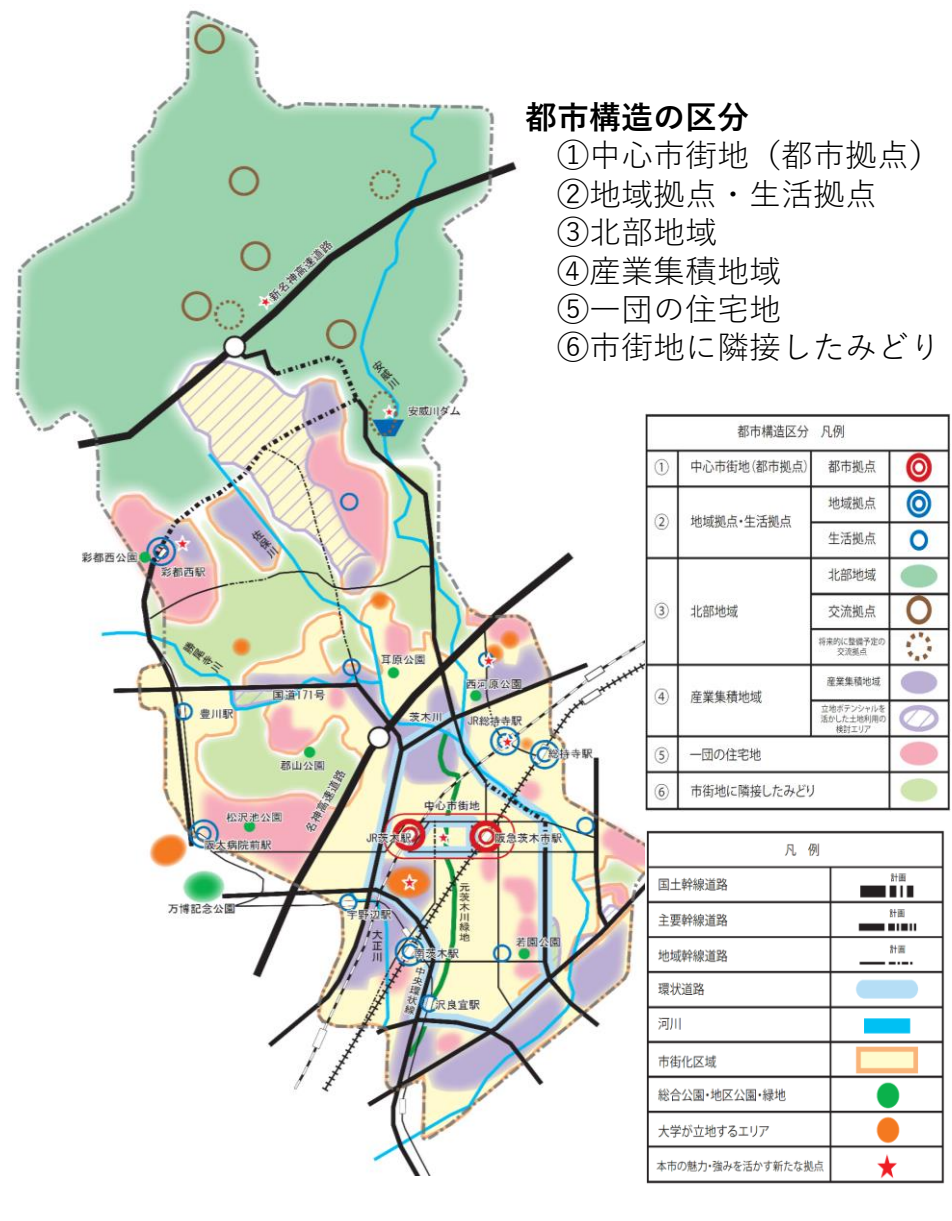 都市構造の区分
①中心市街地（都市拠点）
②地域拠点・生活拠点
③北部地域
④産業集積地域
⑤一団の住宅地
⑥市街地に隣接したみどり
新名神高速道路
安威川
安威川ダム
佐保川
彩都西公園
彩都西駅
勝尾寺川
耳原公園
西河原公園
国道171号
豊川駅
茨木川
JR総持寺駅
総持寺駅
郡山公園
名神高速道路
中心市街地
松沢池公園
JR茨木駅
阪急茨木市駅
阪大病院前駅
万博記念公園
宇野辺駅
元茨木川緑地
大正川
南茨木駅
若園公園
中央環状線
沢良宜駅
都市構造区分 凡例
① 中心市街地(都市拠点) 都市拠点
② 地域拠点・生活拠点 地域拠点
生活拠点
③ 北部地域 北部地域
交流拠点
将来的に整備予定の
交流拠点
④ 産業集積地域 産業集積地域
立地ポテンシャルを
活かした土地利用の
検討エリア
⑤ 一団の住宅地
⑥ 市街地に隣接したみどり
凡 例
国土幹線道路 計画
主要幹線道路 計画
地域幹線道路 計画
環状道路
河川
市街化区域
総合公園・地区公園・緑地
大学が立地するエリア
本市の魅力・強みを活かす新たな拠点